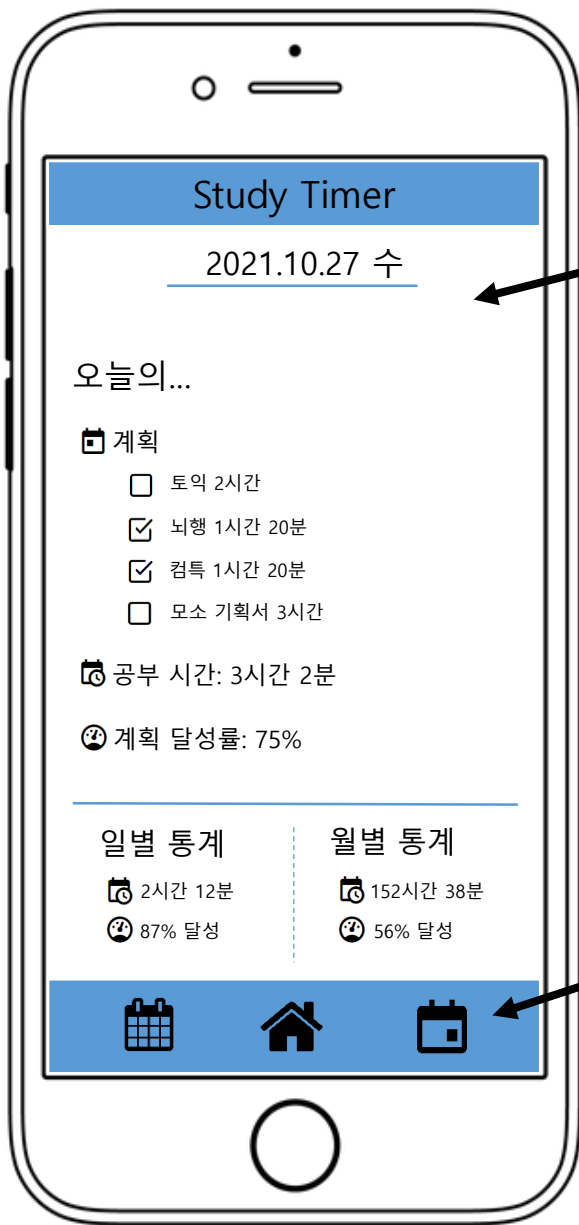 Study Timer
2021.10.27 수
오늘의...
계획
토익 2시간
뇌행 1시간 20분
컴특 1시간 20분
모소 기획서 3시간
공부 시간: 3시간 2분
계획 달성률: 75%
일별 통계
2시간 12분
87% 달성
월별 통계
152시간 38분
56% 달성